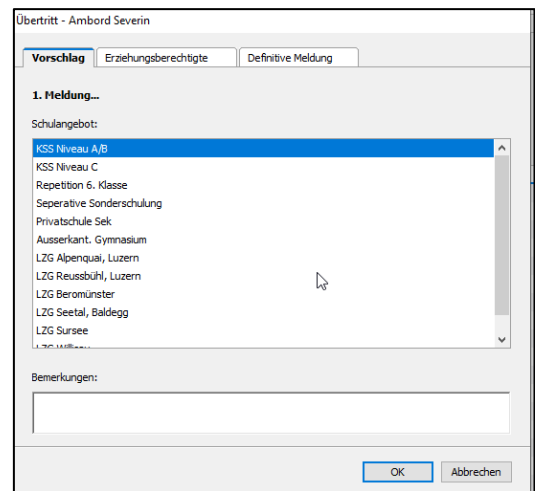 Übertritt - Ambord Severin
Vorschlag Erziehungsberechtigte Definitive Meldung
1. Meldung...
Schulangebot:
KSS Niveau A/B
KSS Niveau C
Repetition 6. Klasse
Seperative Sonderschulung
Privatschule Sek
Ausserkant. Gymnasium
LZG Alpenquai, Luzern
LZG Reussbühl, Luzern
LZG Beromünster
LZG Seetal, Baldegg
LZG Sursee
Bemerkungen:
OK Abbrechen